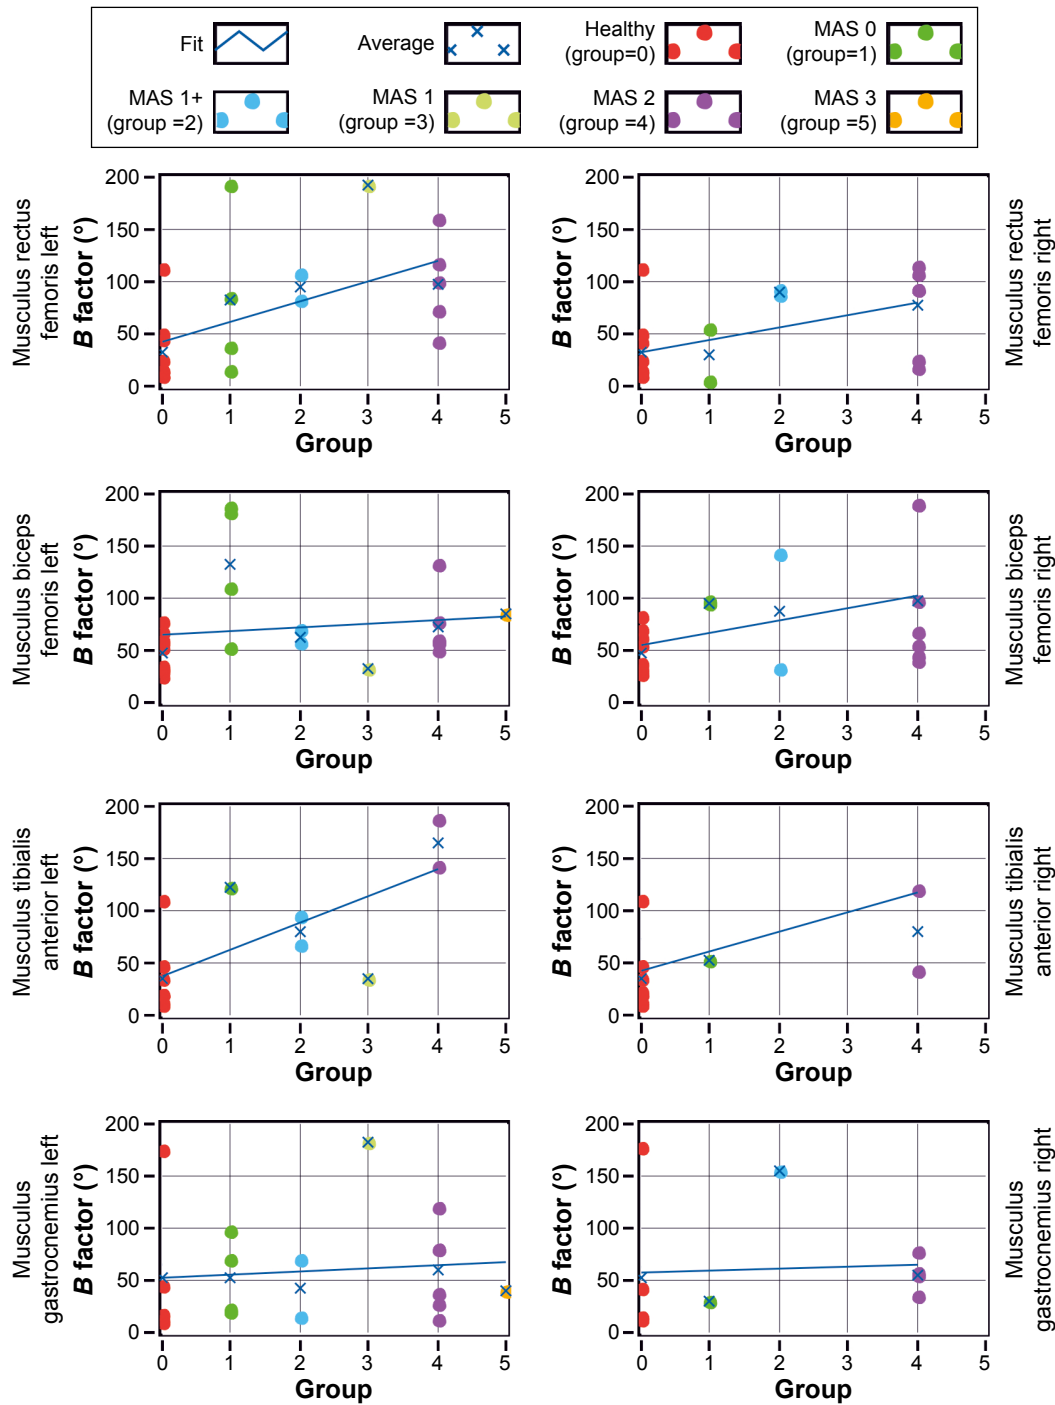 Fit
Average
Healthy
(group=0)
MAS 0
(group=1)
MAS 1+
(group =2)
MAS 1
(group =3)
MAS 2
(group =4)
MAS 3
(group =5)
Musculus rectus
femoris left
B factor (°)
200
150
100
50
0
0 1 2 3 4 5
Group
B factor (°)
200
150
100
50
0
0 1 2 3 4 5
Group
Musculus rectus
femoris right
Musculus biceps
femoris left
B factor (°)
200
150
100
50
0
0 1 2 3 4 5
Group
B factor (°)
200
150
100
50
0
0 1 2 3 4 5
Group
Musculus biceps
femoris right
Musculus tibialis
anterior left
B factor (°)
200
150
100
50
0
0 1 2 3 4 5
Group
B factor (°)
200
150
100
50
0
0 1 2 3 4 5
Group
Musculus tibialis
anterior right
Musculus
gastrocnemius left
B factor (°)
200
150
100
50
0
0 1 2 3 4 5
Group
B factor (°)
200
150
100
50
0
0 1 2 3 4 5
Group
Musculus
gastrocnemius right